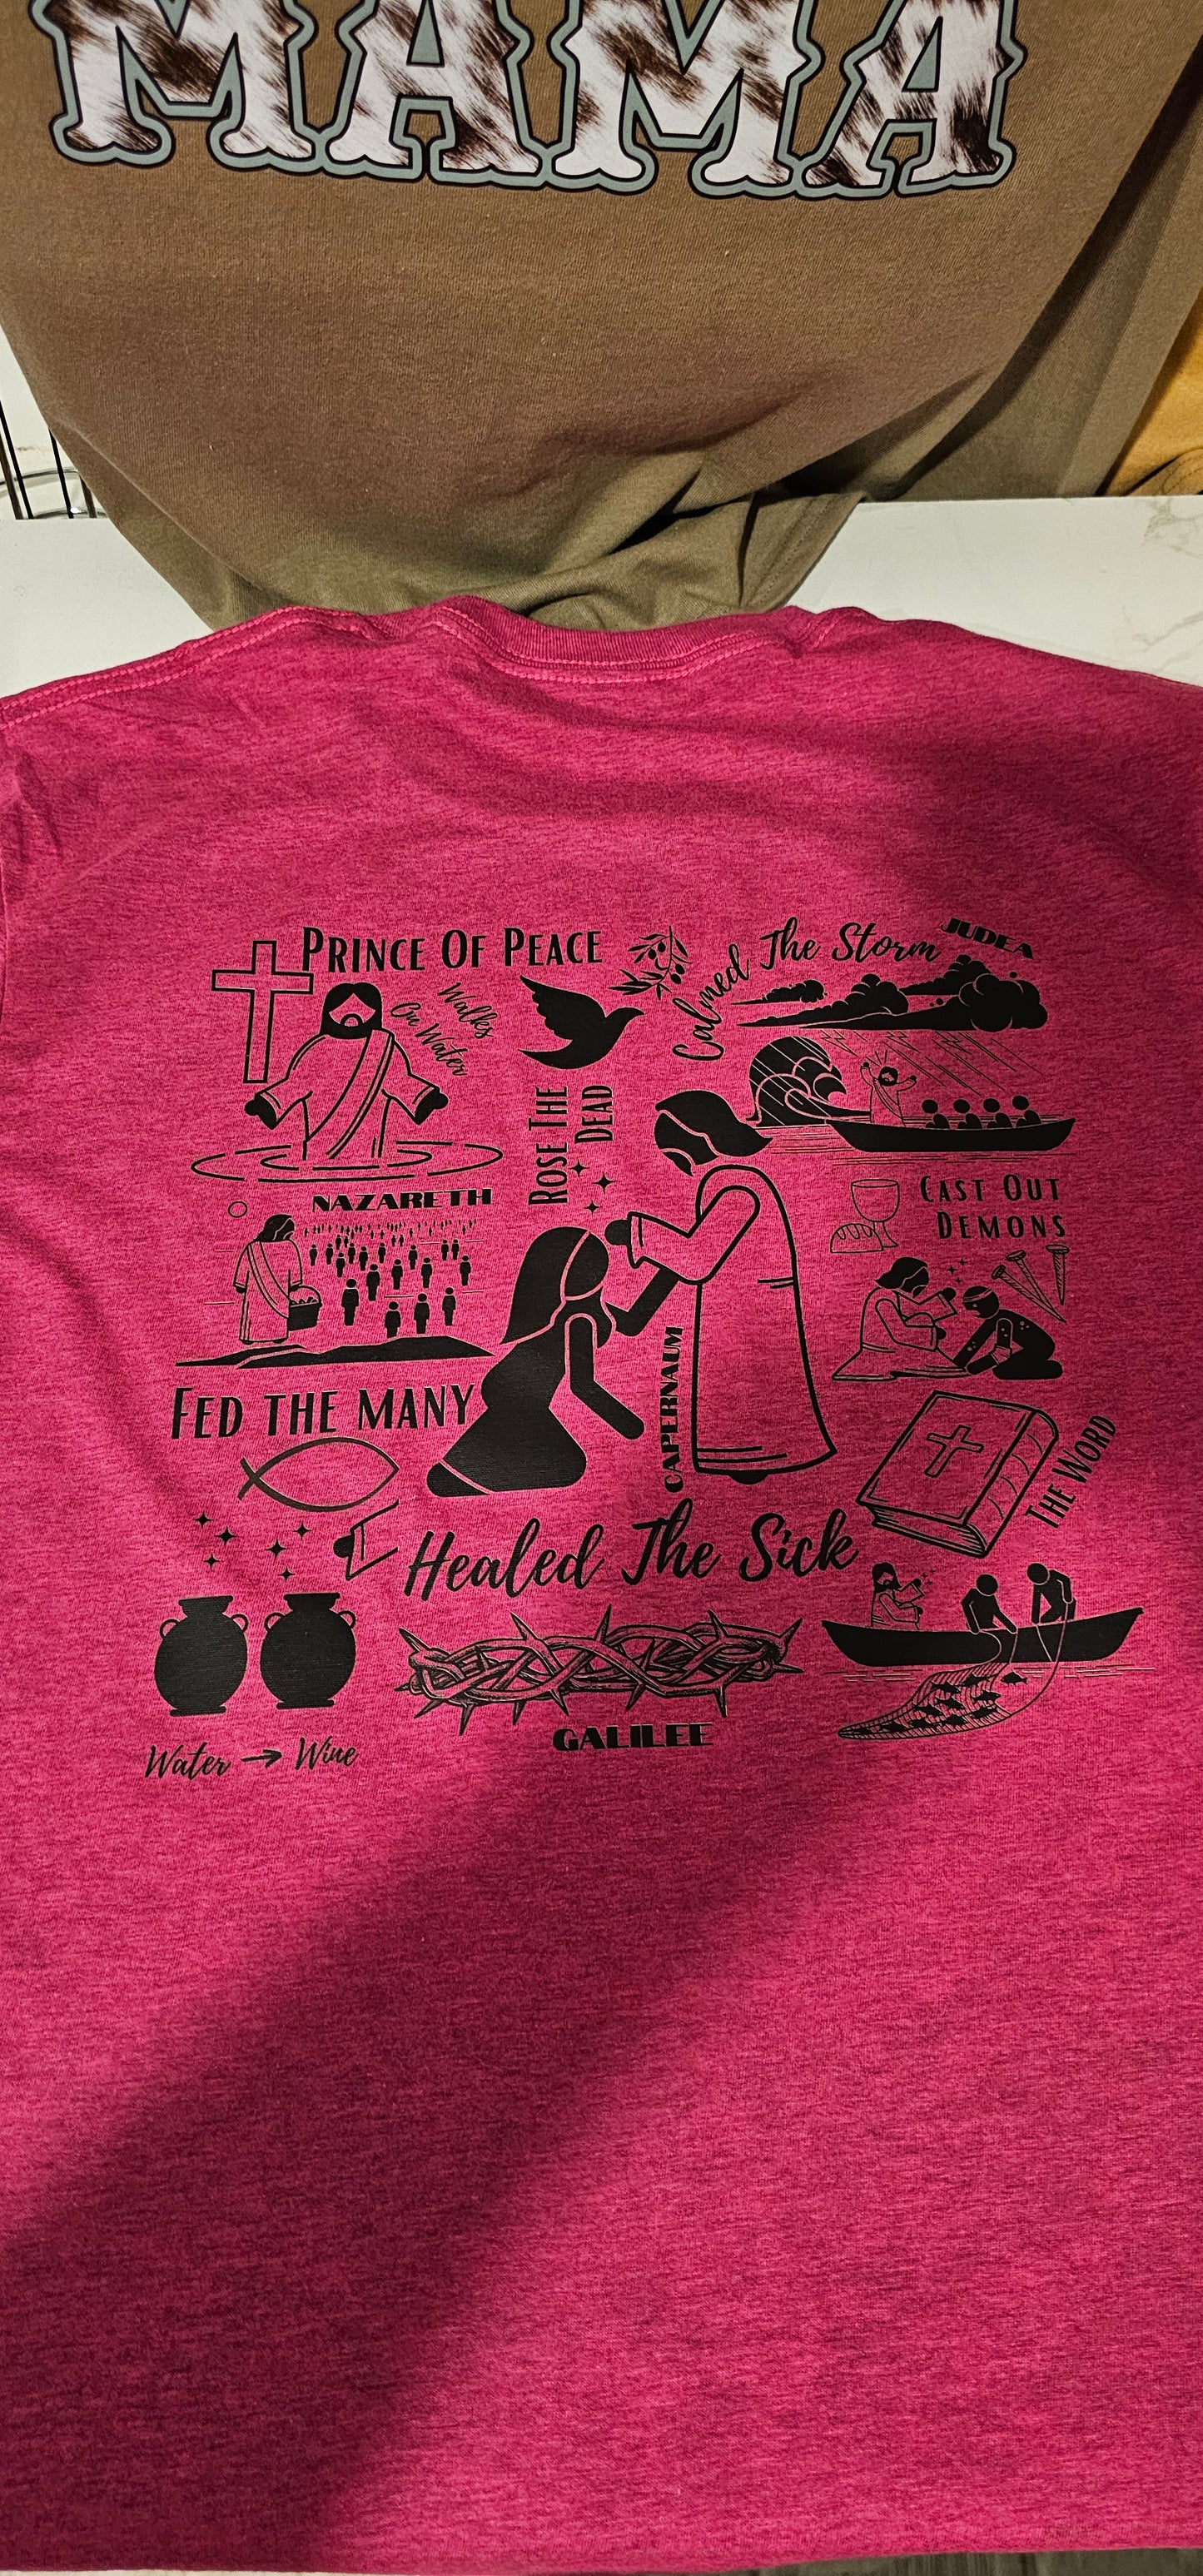 MAMA
PRINCE OF PEACE
Walks
On Water
Calmed The Storm
JUDEA
ROSE THE
DEAD
NAZARETH
CAST OUT
DEMONS
FED THE MANY
CAPERNAUM
THE WORD
Healed The Sick
GALILEE
Water → Wine